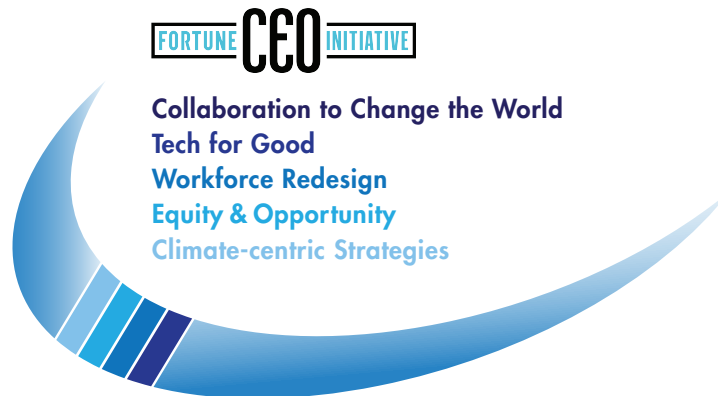 FORTUNE CEO INITIATIVE
Collaboration to Change the World
Tech for Good
Workforce Redesign
Equity & Opportunity
Climate-centric Strategies